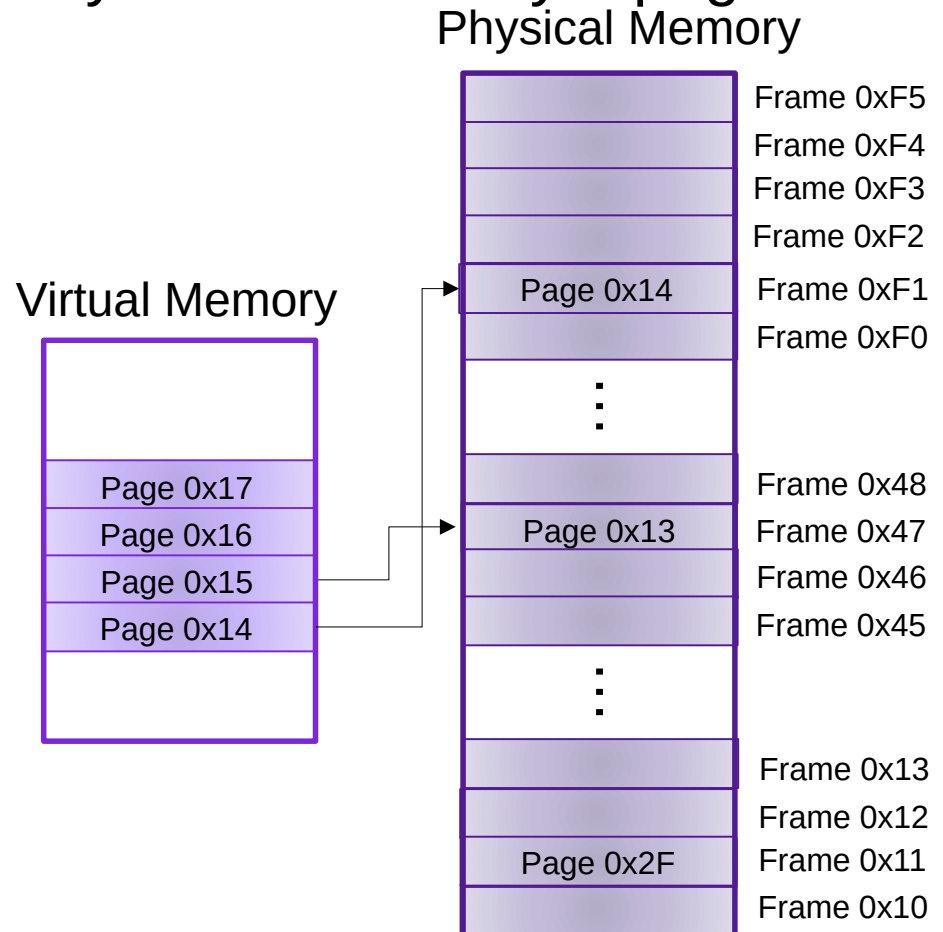 Physical Memory
Frame 0xF5
Frame 0xF4
Frame 0xF3
Frame 0xF2
Page 0x14
Frame 0xF1
Frame 0xF0
Virtual Memory
Page 0x17
Page 0x16
Page 0x15
Page 0x14
⋮
Frame 0x48
Page 0x13
Frame 0x47
Frame 0x46
Frame 0x45
⋮
Frame 0x13
Frame 0x12
Page 0x2F
Frame 0x11
Frame 0x10